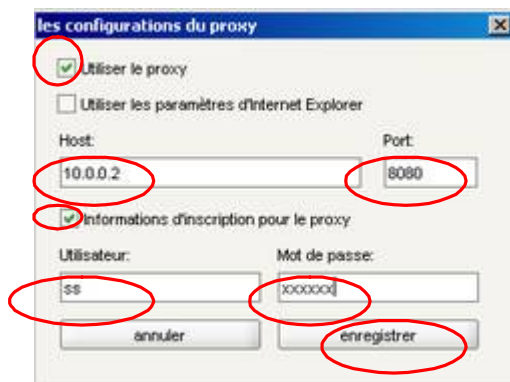 les configurations du proxy
Utiliser le proxy
Utiliser les paramètres d'Internet Explorer
Host: Port:
10.0.0.2 8080
Informations d'inscription pour le proxy
Utilisateur: Mot de passe:
ss xxxxxx
annuler enregistrer